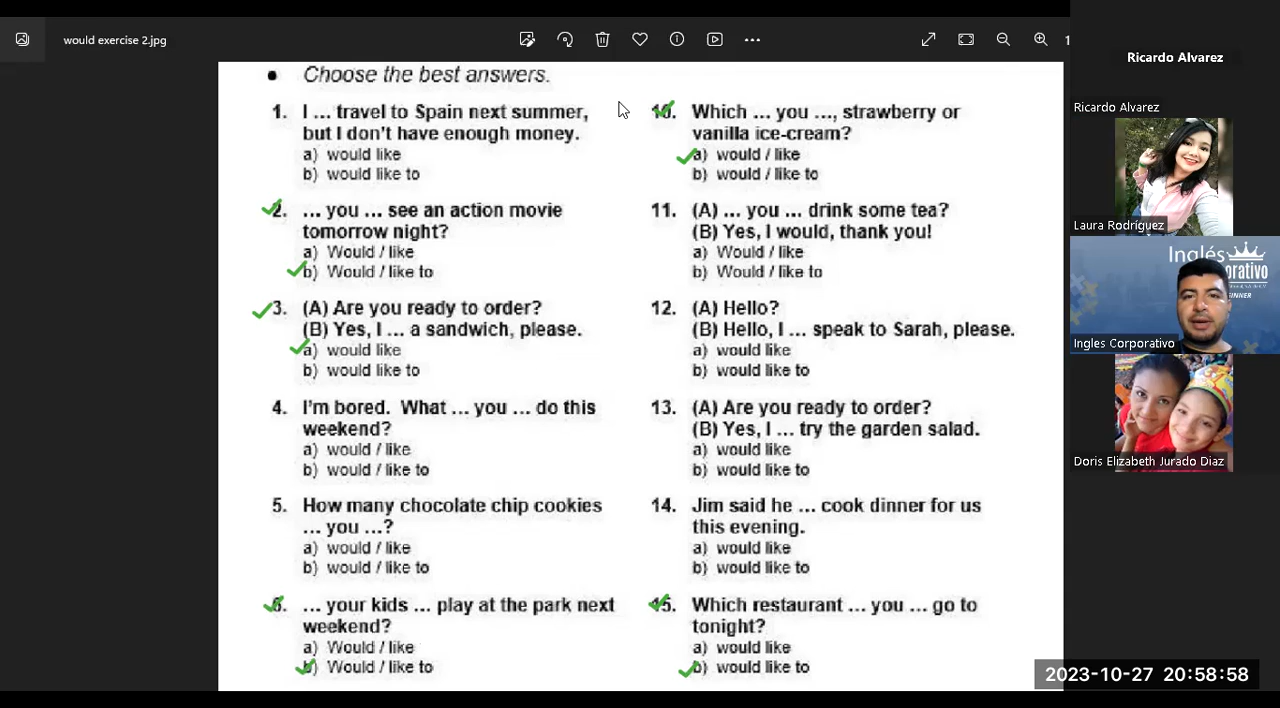 would exercise 2.jpg
1
Choose the best answers.
1. I ... travel to Spain next summer,
but I don't have enough money.
a) would like
b) would like to
2. ... you ... see an action movie
tomorrow night?
a) Would / like
b) Would / like to
3. (A) Are you ready to order?
(B) Yes, I ... a sandwich, please.
a) would like
b) would like to
4. I'm bored. What ... you ... do this
weekend?
a) would / like
b) would / like to
5. How many chocolate chip cookies
... you ...?
a) would / like
b) would / like to
6. ... your kids ... play at the park next
weekend?
a) Would / like
b) Would / like to
10. Which ... you ..., strawberry or
vanilla ice-cream?
a) would / like
b) would / like to
11. (A) ... you ... drink some tea?
(B) Yes, I would, thank you!
a) Would / like
b) Would / like to
12. (A) Hello?
(B) Hello, I ... speak to Sarah, please.
a) would like
b) would like to
13. (A) Are you ready to order?
(B) Yes, I ... try the garden salad.
a) would like
b) would like to
14. Jim said he ... cook dinner for us
this evening.
a) would like
b) would like to
15. Which restaurant ... you ... go to
tonight?
a) would like
b) would like to
Ricardo Alvarez
Ricardo Alvarez
Laura Rodríguez
Inglés
Ingles Corporativo
Doris Elizabeth Jurado Diaz
2023-10-27 20:58:58